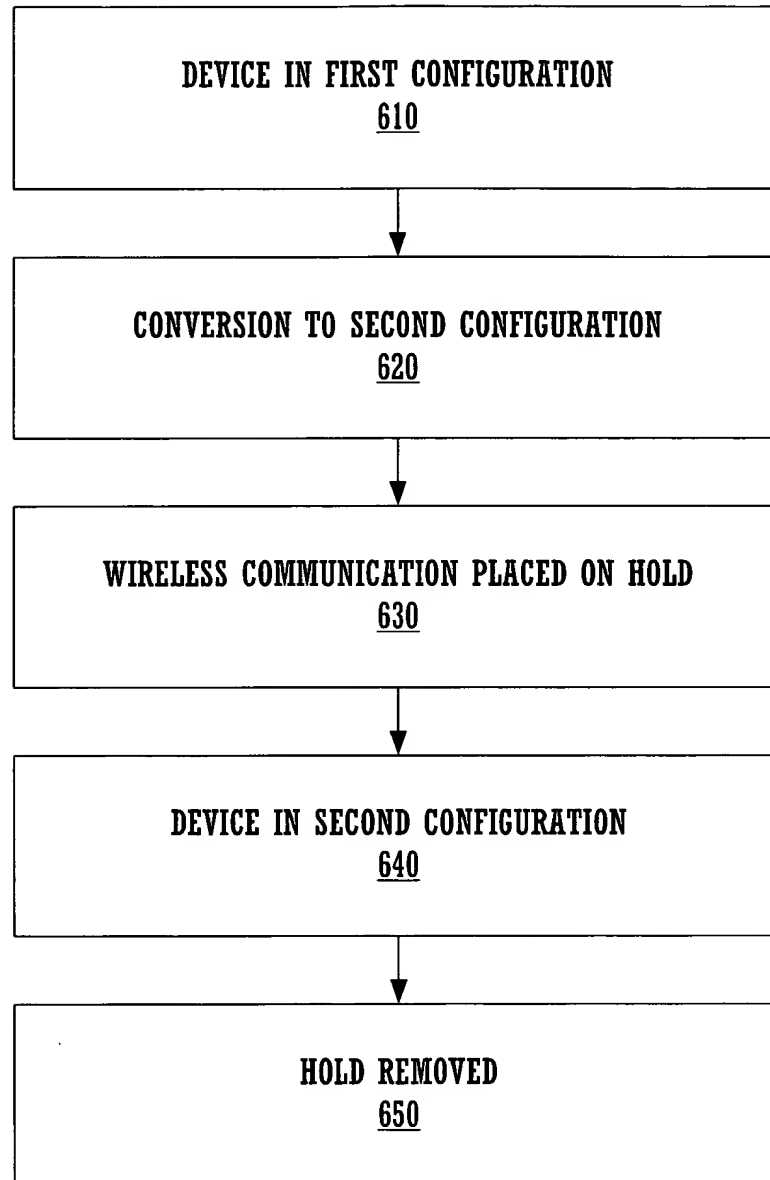 DEVICE IN FIRST CONFIGURATION
610
CONVERSION TO SECOND CONFIGURATION
620
WIRELESS COMMUNICATION PLACED ON HOLD
630
DEVICE IN SECOND CONFIGURATION
640
HOLD REMOVED
650